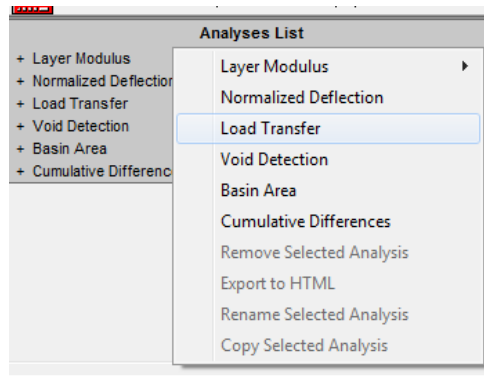 Analyses List
+ Layer Modulus
+ Normalized Deflection
+ Load Transfer
+ Void Detection
+ Basin Area
+ Cumulative Differenc
Layer Modulus
Normalized Deflection
Load Transfer
Void Detection
Basin Area
Cumulative Differences
Remove Selected Analysis
Export to HTML
Rename Selected Analysis
Copy Selected Analysis